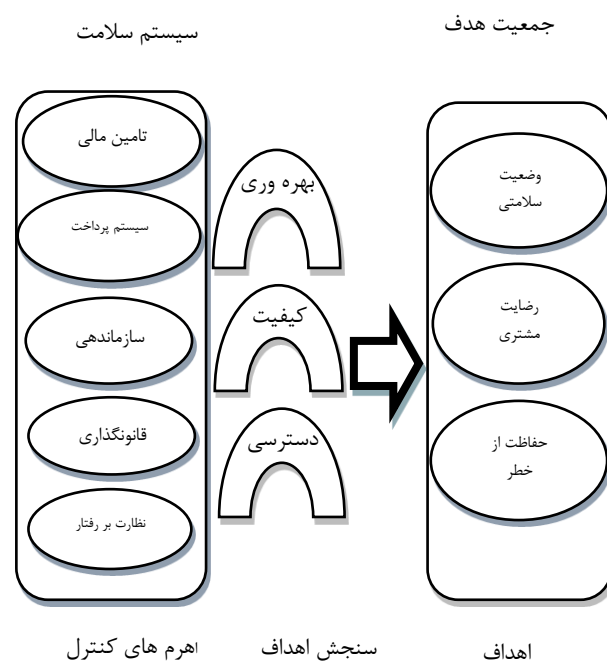 سیستم سلامت
جمعیت هدف
تامین مالی
سیستم پرداخت
سازماندهی
قانونگذاری
نظارت بر رفتار
بهره وری
کیفیت
دسترسی
وضعیت
سلامتی
رضایت
مشتری
حفاظت از
خطر
اهرم های کنترل
سنجش اهداف
اهداف